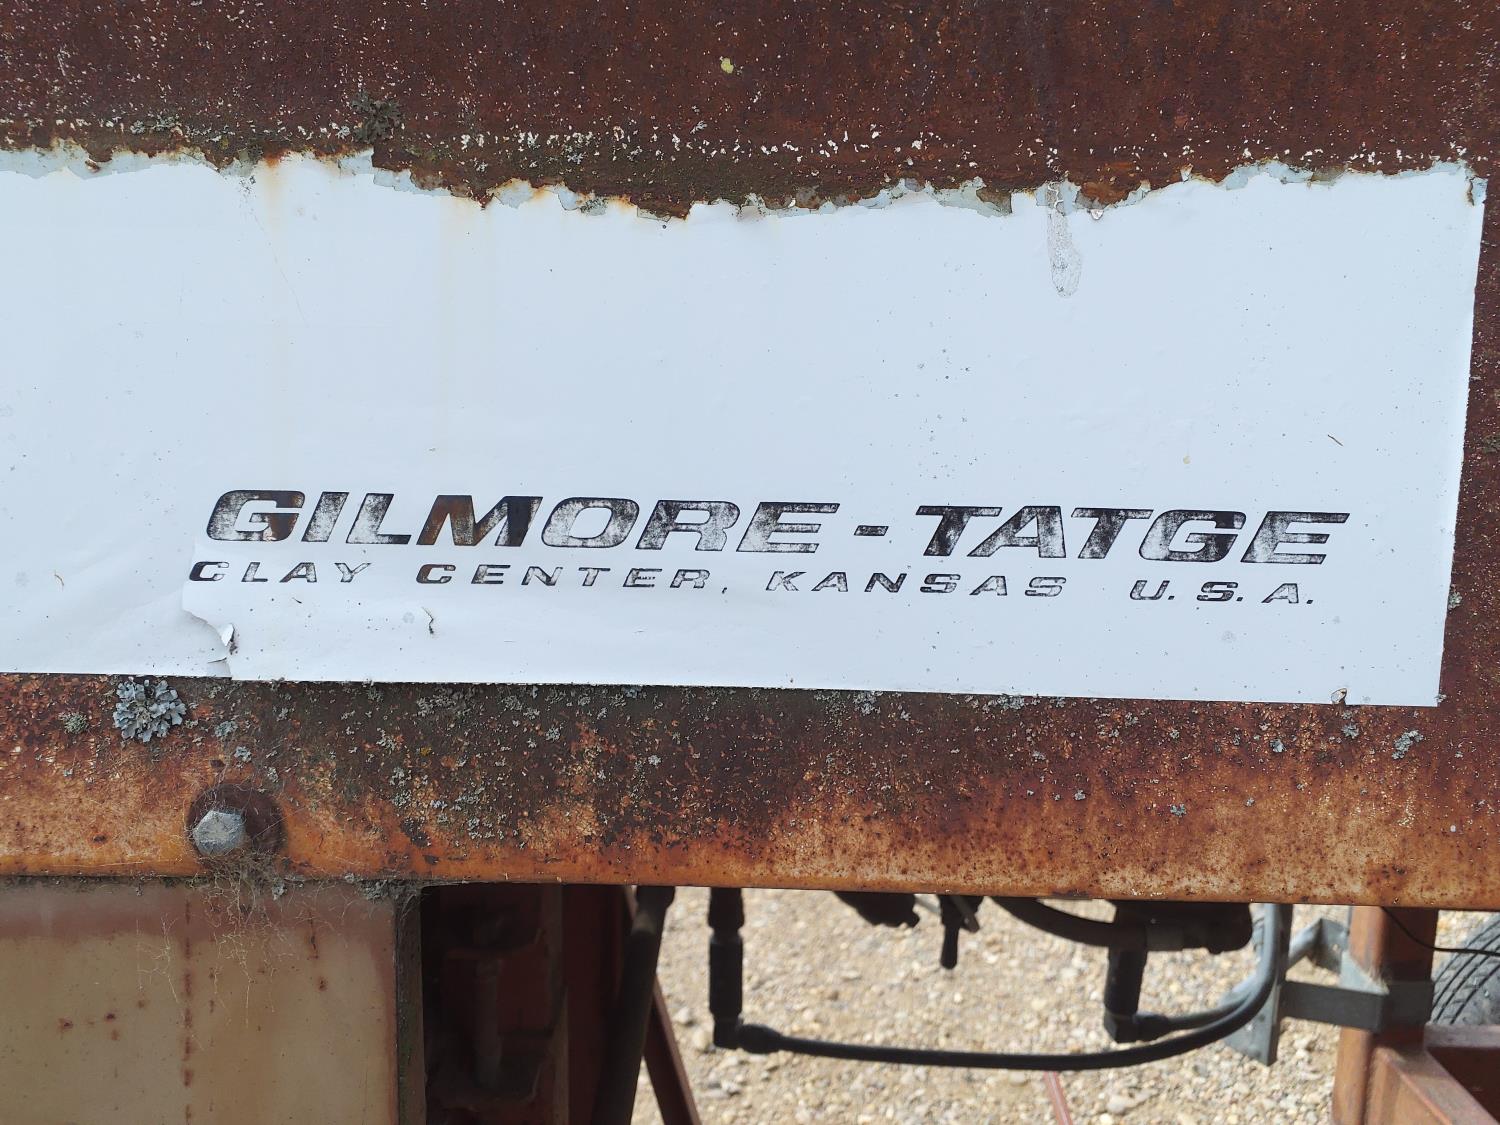 GILMORE-TATGE
CLAY CENTER, KANSAS U.S.A.